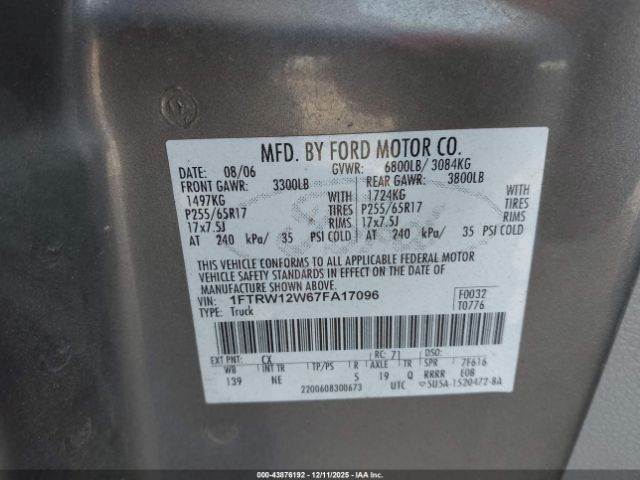 MFD. BY FORD MOTOR CO.
DATE: 08/06 GVWR: 6800LB/ 3084KG
FRONT GAWR: 3300LB REAR GAWR: 3800LB
1497KG WITH 1724KG WITH
P255/65R17 TIRES P255/65R17 TIRES
17x7.5J RIMS 17x7.5J RIMS
AT 240 kPa/ 35 PSI COLD AT 240 kPa/ 35 PSI COLD
THIS VEHICLE CONFORMS TO ALL APPLICABLE FEDERAL MOTOR
VEHICLE SAFETY STANDARDS IN EFFECT ON THE DATE OF
MANUFACTURE SHOWN ABOVE.
VIN: 1FTRW12W67FA17096 F0032
TYPE: Truck T0776
EXT PNT: CX RC: 71 DSO:
WB INT TR TP/PS R AXLE TR SPR 7F616
139 NE 5 19 Q RRRR E0B
2200608300673 UTC 5U5A-1520472-BA
000-43876192 - 12/11/2025 - IAAI.COM